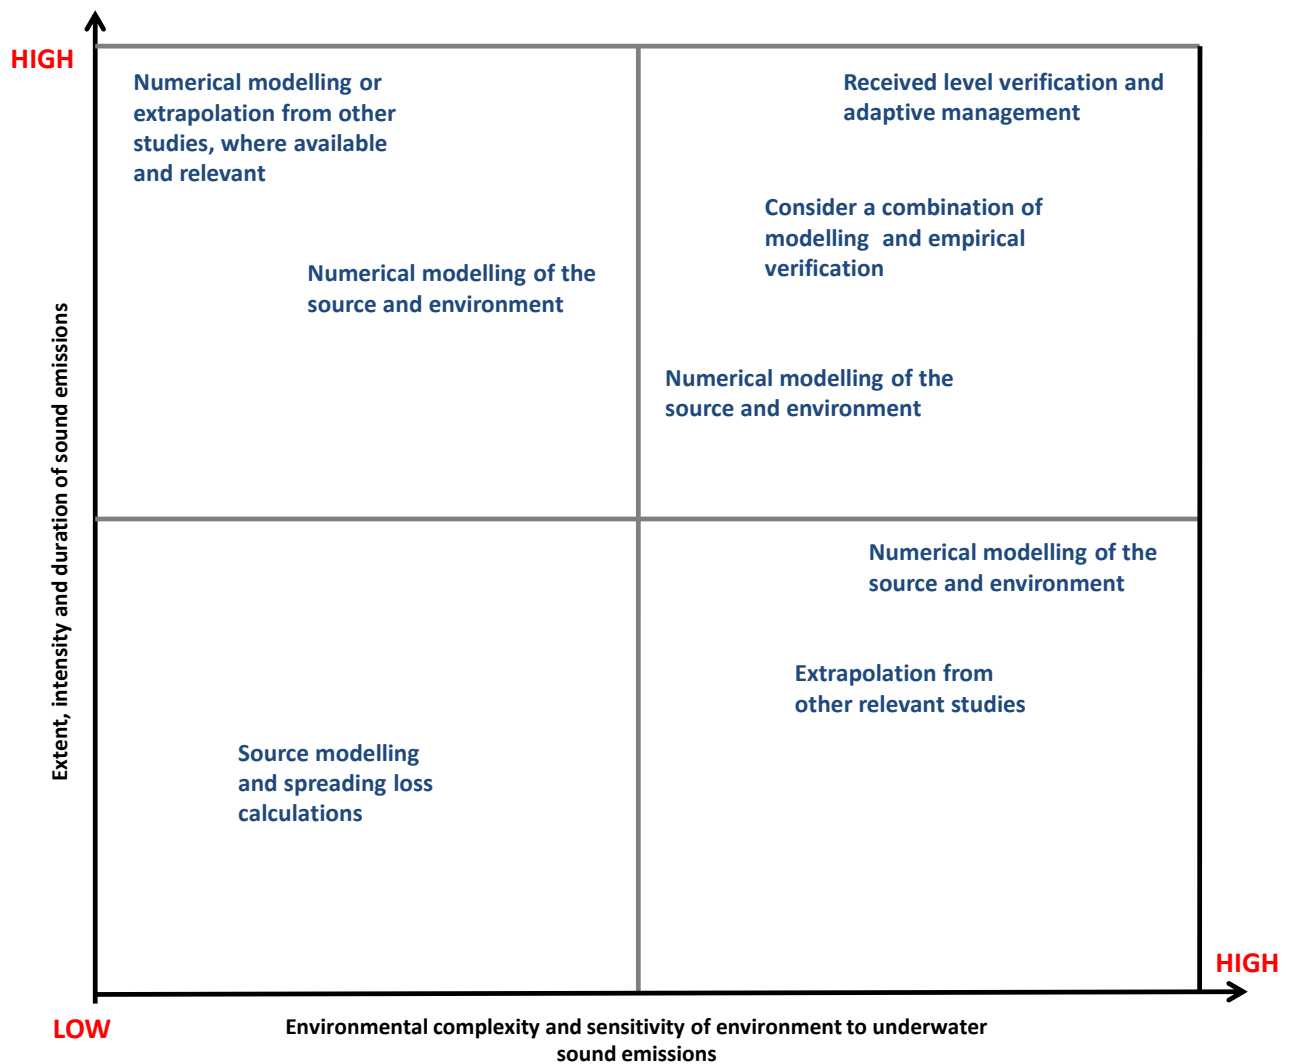 HIGH
Numerical modelling or
extrapolation from other
studies, where available
and relevant
Received level verification and
adaptive management
Consider a combination of
modelling and empirical
verification
Numerical modelling of the
source and environment
Numerical modelling of the
source and environment
Extent, intensity and duration of sound emissions
Numerical modelling of the
source and environment
Extrapolation from
other relevant studies
Source modelling
and spreading loss
calculations
HIGH
LOW
Environmental complexity and sensitivity of environment to underwater
sound emissions